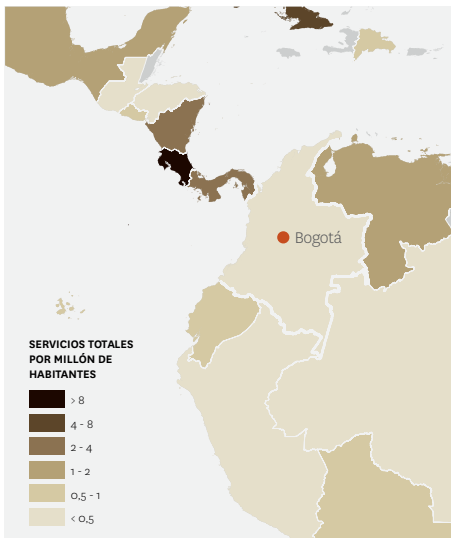 Bogotá
SERVICIOS TOTALES
POR MILLÓN DE
HABITANTES
> 8
4 - 8
2 - 4
1 - 2
0,5 - 1
< 0,5